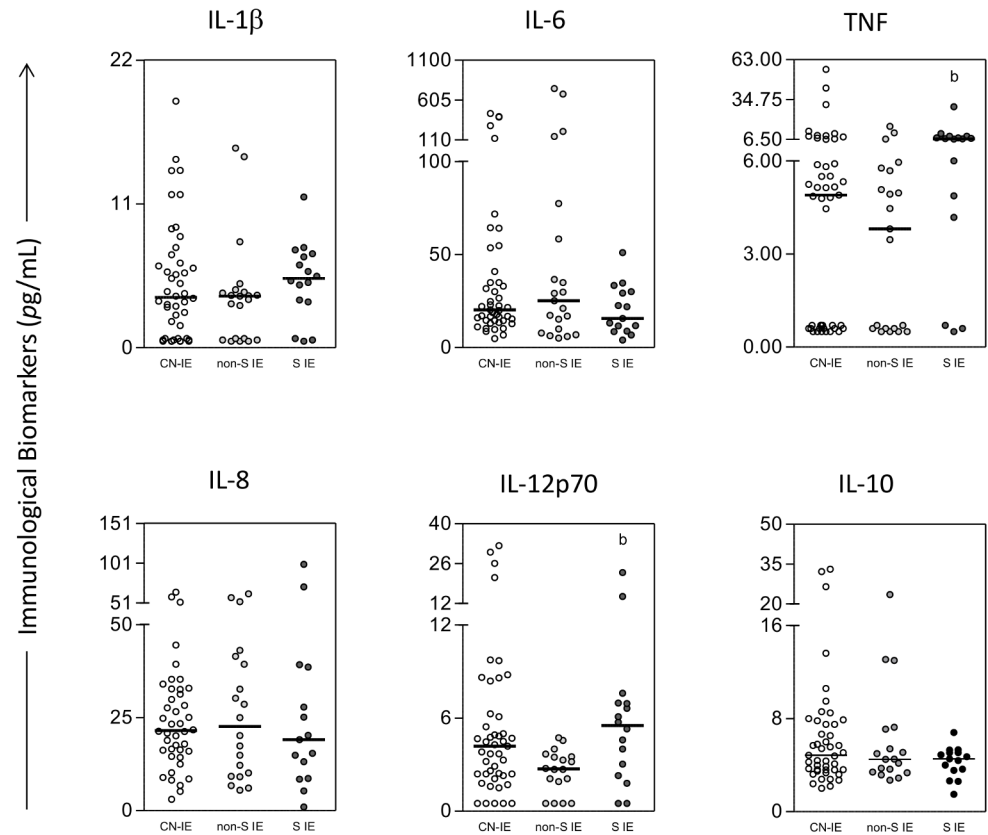 IL-1β
IL-6
TNF
22
11
0
CN-IE
non-S IE
S IE
1100
605
110
100
50
0
CN-IE
non-S IE
S IE
63.00
34.75
6.50
6.00
3.00
0.00
b
CN-IE
non-S IE
S IE
Immunological Biomarkers (pg/mL)
IL-8
IL-12p70
IL-10
151
101
51
50
25
0
CN-IE
non-S IE
S IE
40
26
12
12
6
0
b
CN-IE
non-S IE
S IE
50
35
20
16
8
0
CN-IE
non-S IE
S IE